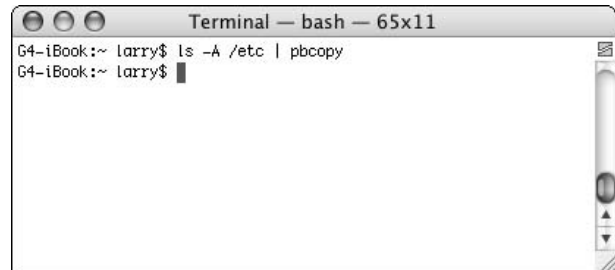 Terminal — bash — 65x11
G4-iBook:~ larry$ ls -A /etc | pbcopy
G4-iBook:~ larry$